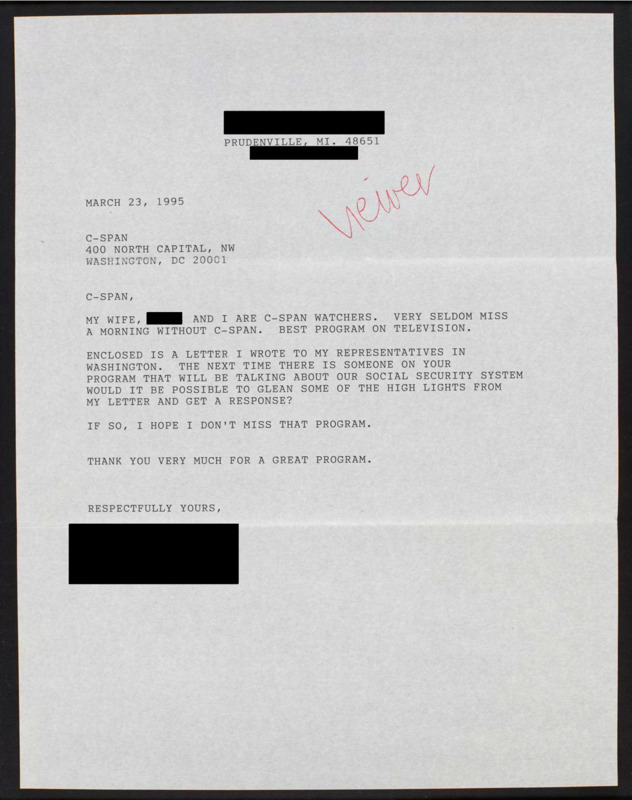 PRUDENVILLE, MI. 48651
MARCH 23, 1995
viewer
C-SPAN
400 NORTH CAPITAL, NW
WASHINGTON, DC 20001
C-SPAN,
MY WIFE, AND I ARE C-SPAN WATCHERS. VERY SELDOM MISS
A MORNING WITHOUT C-SPAN. BEST PROGRAM ON TELEVISION.
ENCLOSED IS A LETTER I WROTE TO MY REPRESENTATIVES IN
WASHINGTON. THE NEXT TIME THERE IS SOMEONE ON YOUR
PROGRAM THAT WILL BE TALKING ABOUT OUR SOCIAL SECURITY SYSTEM
WOULD IT BE POSSIBLE TO GLEAN SOME OF THE HIGH LIGHTS FROM
MY LETTER AND GET A RESPONSE?
IF SO, I HOPE I DON'T MISS THAT PROGRAM.
THANK YOU VERY MUCH FOR A GREAT PROGRAM.
RESPECTFULLY YOURS,